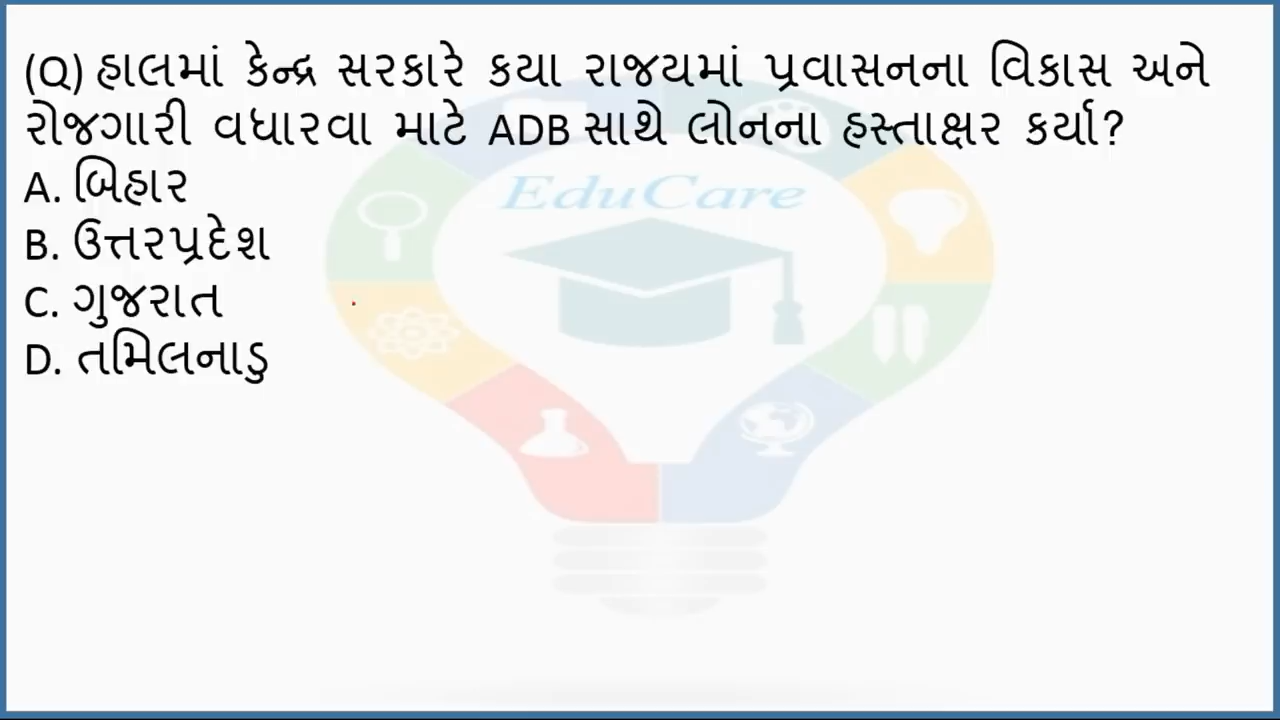 (Q) હાલમાં કેન્દ્ર સરકારે કયા રાજયમાં પ્રવાસનના વિકાસ અને
રોજગારી વધારવા માટે ADB સાથે લોનના હસ્તાક્ષર કર્યા?
A. બિહાર
EduCare
B. ઉત્તરપ્રદેશ
C. ગુજરાત
D. તમિલનાડુ